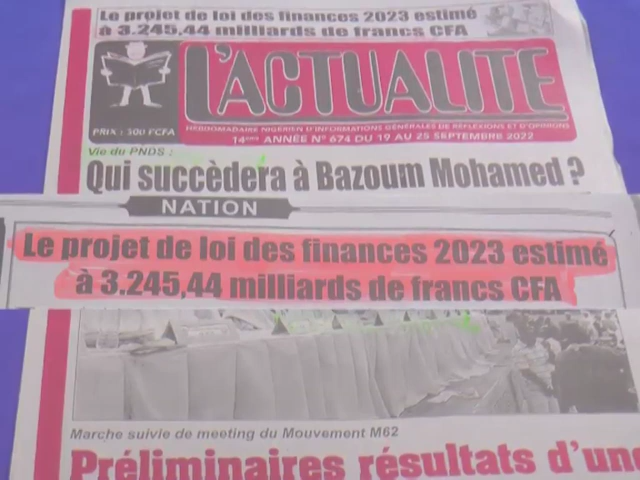 Le projet de loi des finances 2023 estimé
à 3.245,44 milliards de francs CFA
L'ACTUALITE
HEBDOMADAIRE NIGÉRIEN D'INFORMATIONS GÉNÉRALES DE RÉFLEXIONS ET D'OPINIONS
PRIX : 300 FCFA
14ème ANNÉE N° 674 DU 19 AU 25 SEPTEMBRE 2022
Vie du PNDS :
Qui succèdera à Bazoum Mohamed ?
NATION
Le projet de loi des finances 2023 estimé
à 3.245,44 milliards de francs CFA
Marche suivie de meeting du Mouvement M62
Préliminaires résultats d'une